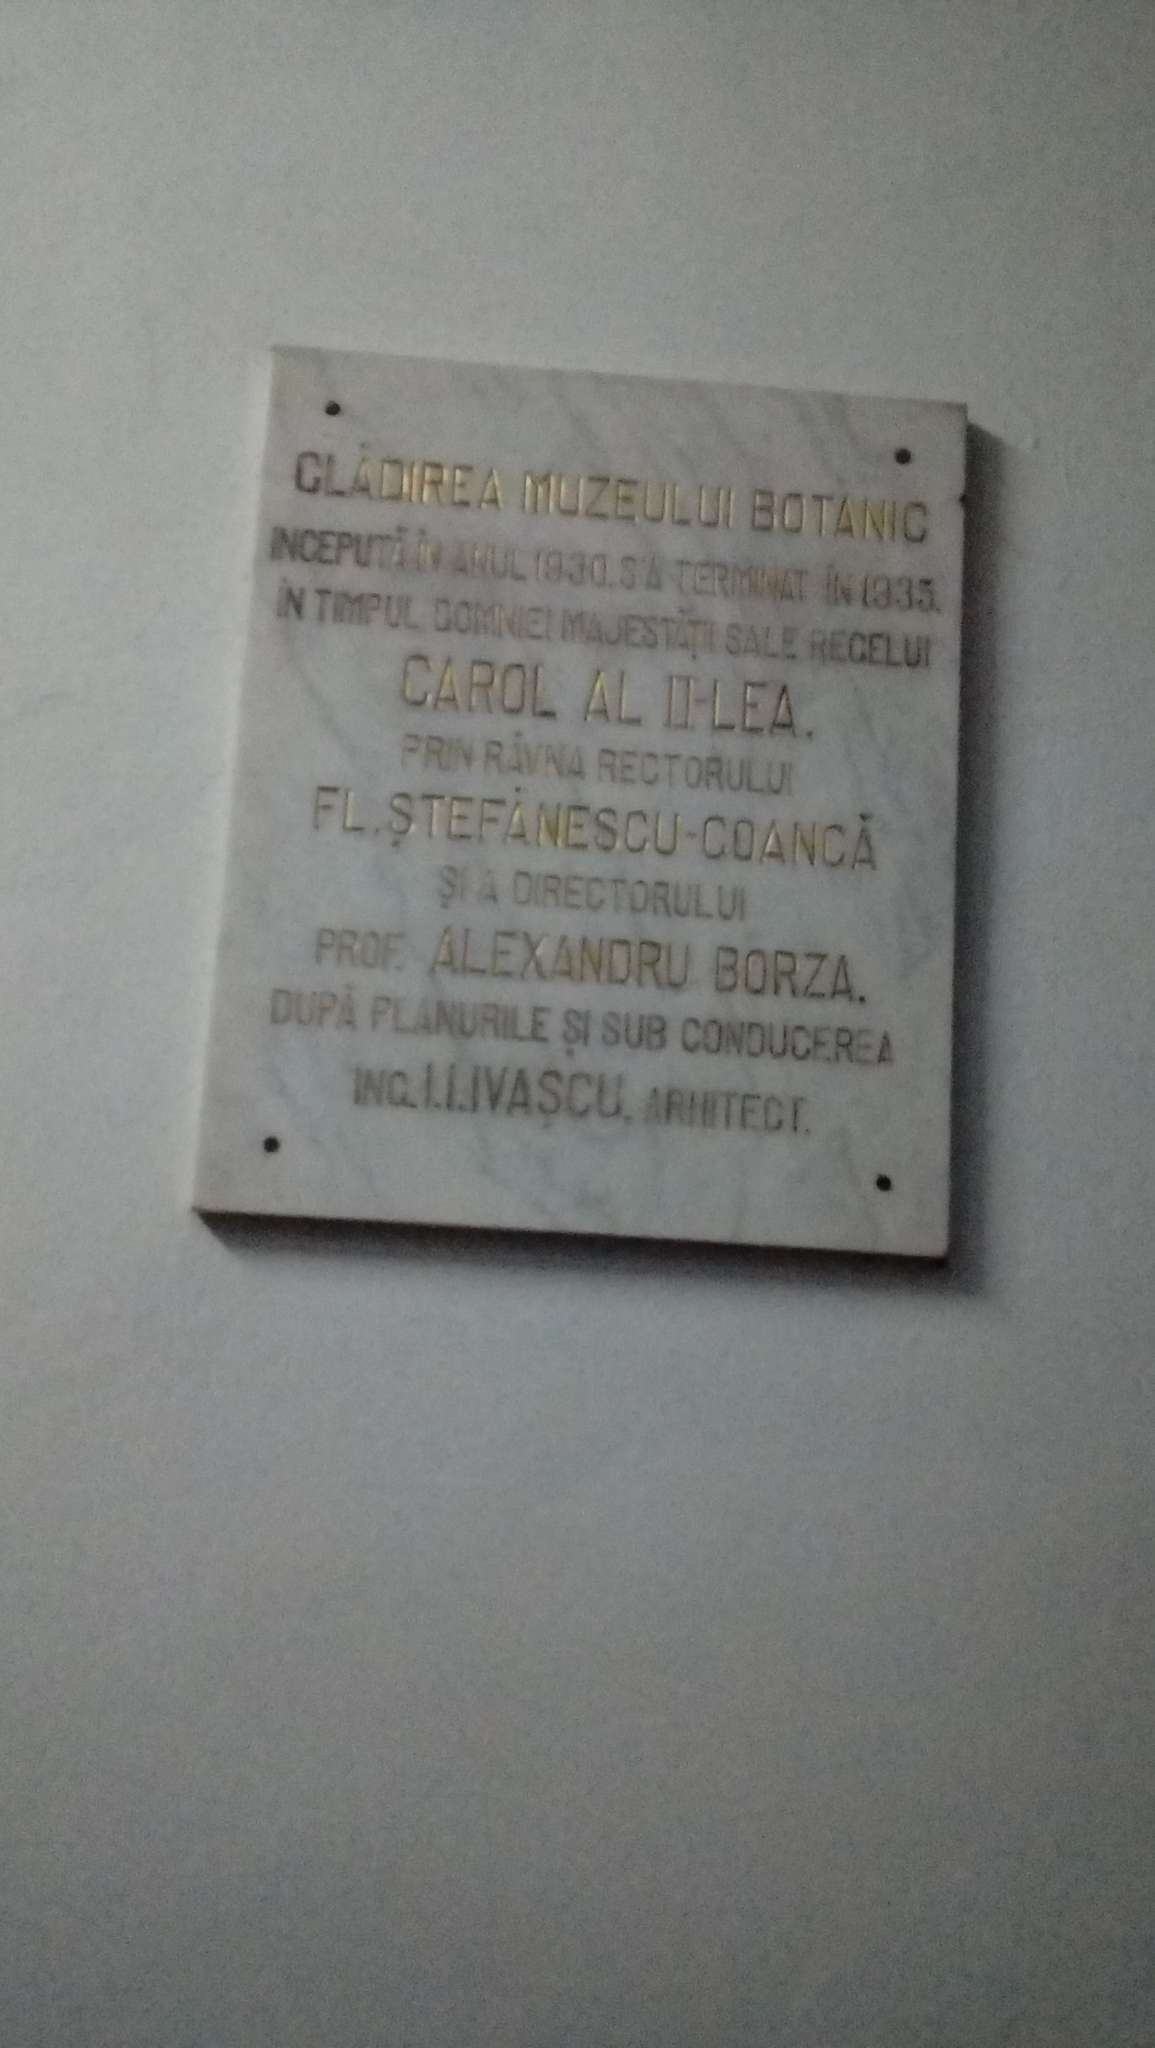 CLĂDIREA MUZEULUI BOTANIC
INCEPUTĂ ÎN ANUL 1930. S'A TERMINAT ÎN 1935.
ÎN TIMPUL DOMNIEI MAJESTĂȚII SALE REGELUI
CAROL AL II-LEA.
PRIN RÂVNA RECTORULUI
FL. ȘTEFĂNESCU-GOANGĂ
ȘI A DIRECTORULUI
PROF. ALEXANDRU BORZA.
DUPĂ PLANURILE ȘI SUB CONDUCEREA
ING. I.I.IVAȘCU, ARHITECT.